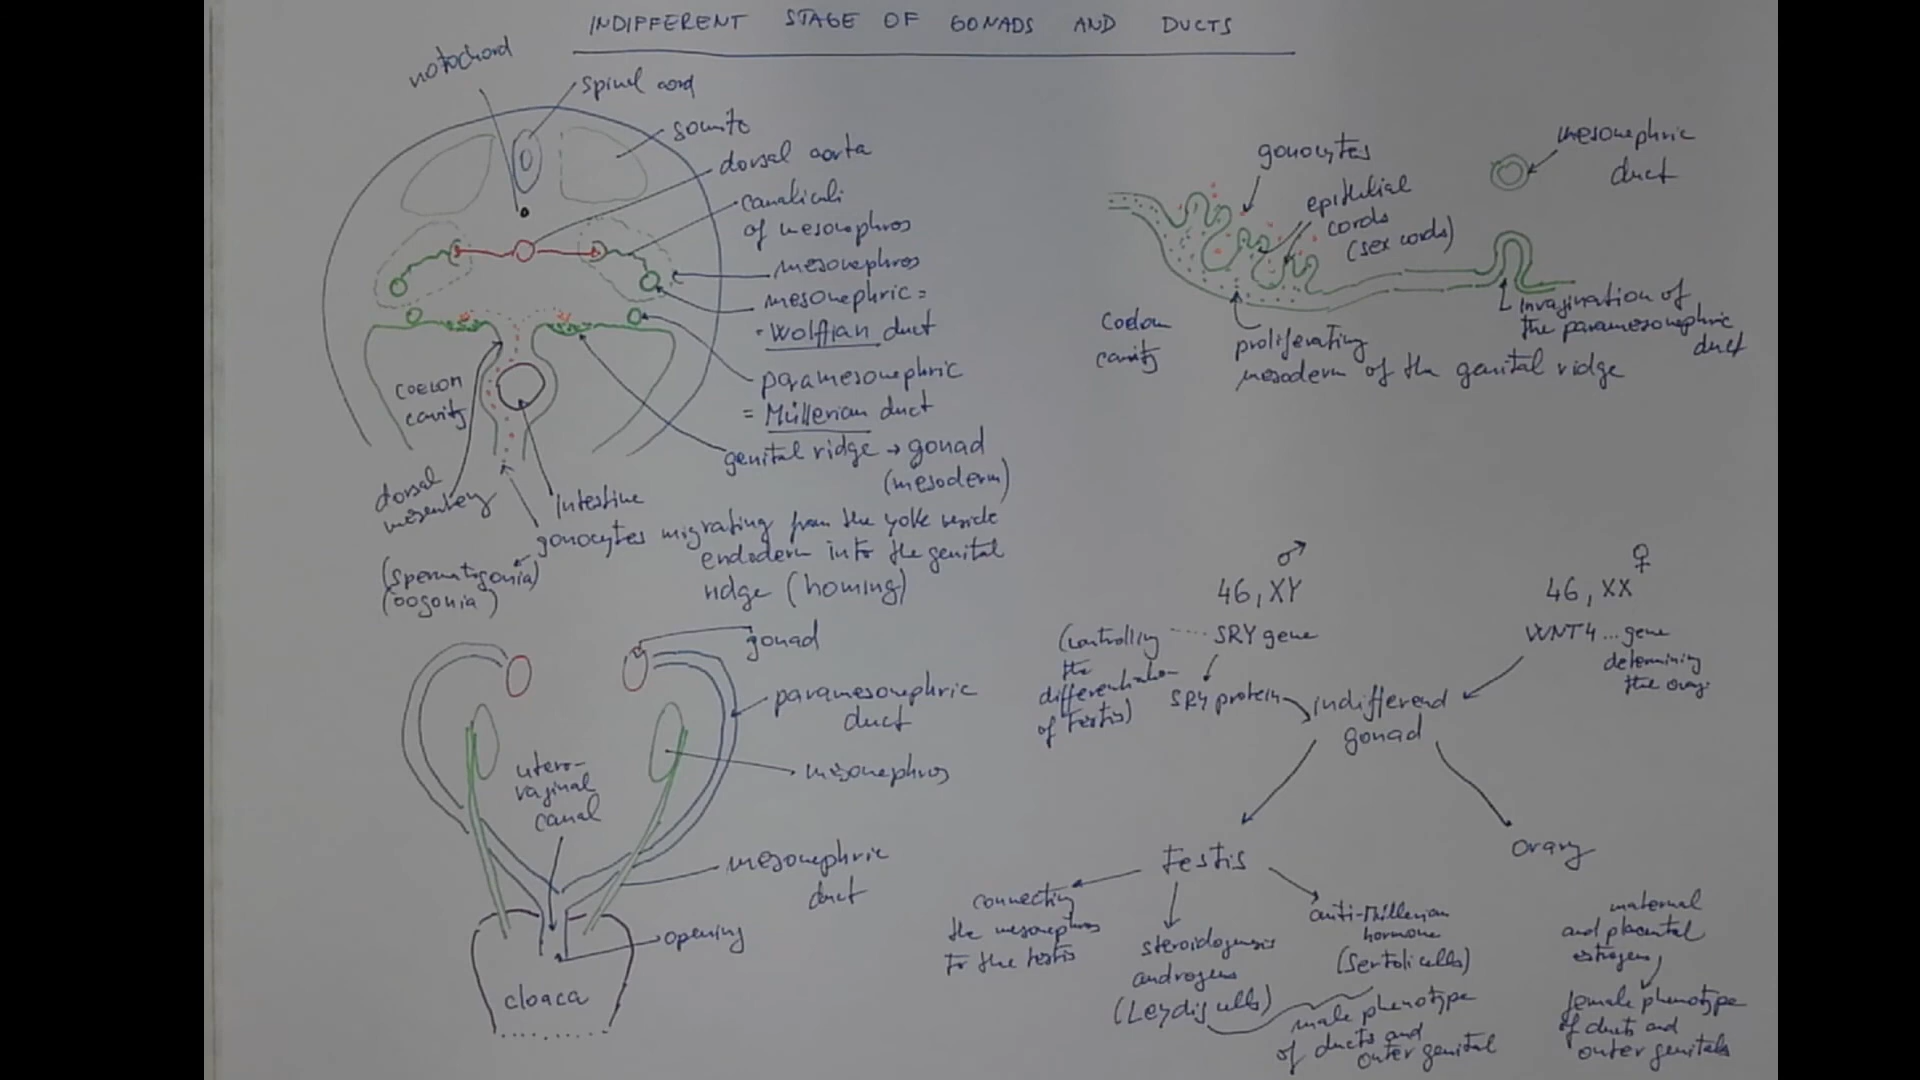 INDIFFERENT STAGE OF GONADS AND DUCTS
notochord
spinal cord
somite
dorsal aorta
canaliculi
of mesonephros
mesonephros
mesonephric =
= Wolffian duct
paramesonephric
= Müllerian duct
genital ridge → gonad
(mesoderm)
coelom
cavity
dorsal
mesentery
Intestine
gonocytes migrating from the yolk vesicle
endoderm into the genital
ridge (homing)
(spermatogonia)
(oogonia)
gonocytes
epithelial
cords
(sex cords)
mesonephric
duct
Invagination of
the paramesonephric
duct
Coelom
cavity
proliferating
mesoderm of the genital ridge
gonad
paramesonephric
duct
mesonephros
utero-
vaginal
canal
mesonephric
duct
opening
cloaca
♂
46, XY
(controlling
the
differentiation
of testis)
SRY gene
SRY protein
♀
46, XX
WNT4 ... gene
determining
the ovary
indifferend
gonad
testis
ovary
connecting
the mesonephros
to the testis
steroidogensis
androgens
(Leydig cells)
anti-Müllerian
hormone
(Sertoli cells)
male phenotype
of ducts and
outer genital
maternal
and placental
estrogens
female phenotype
of ducts and
outer genitals